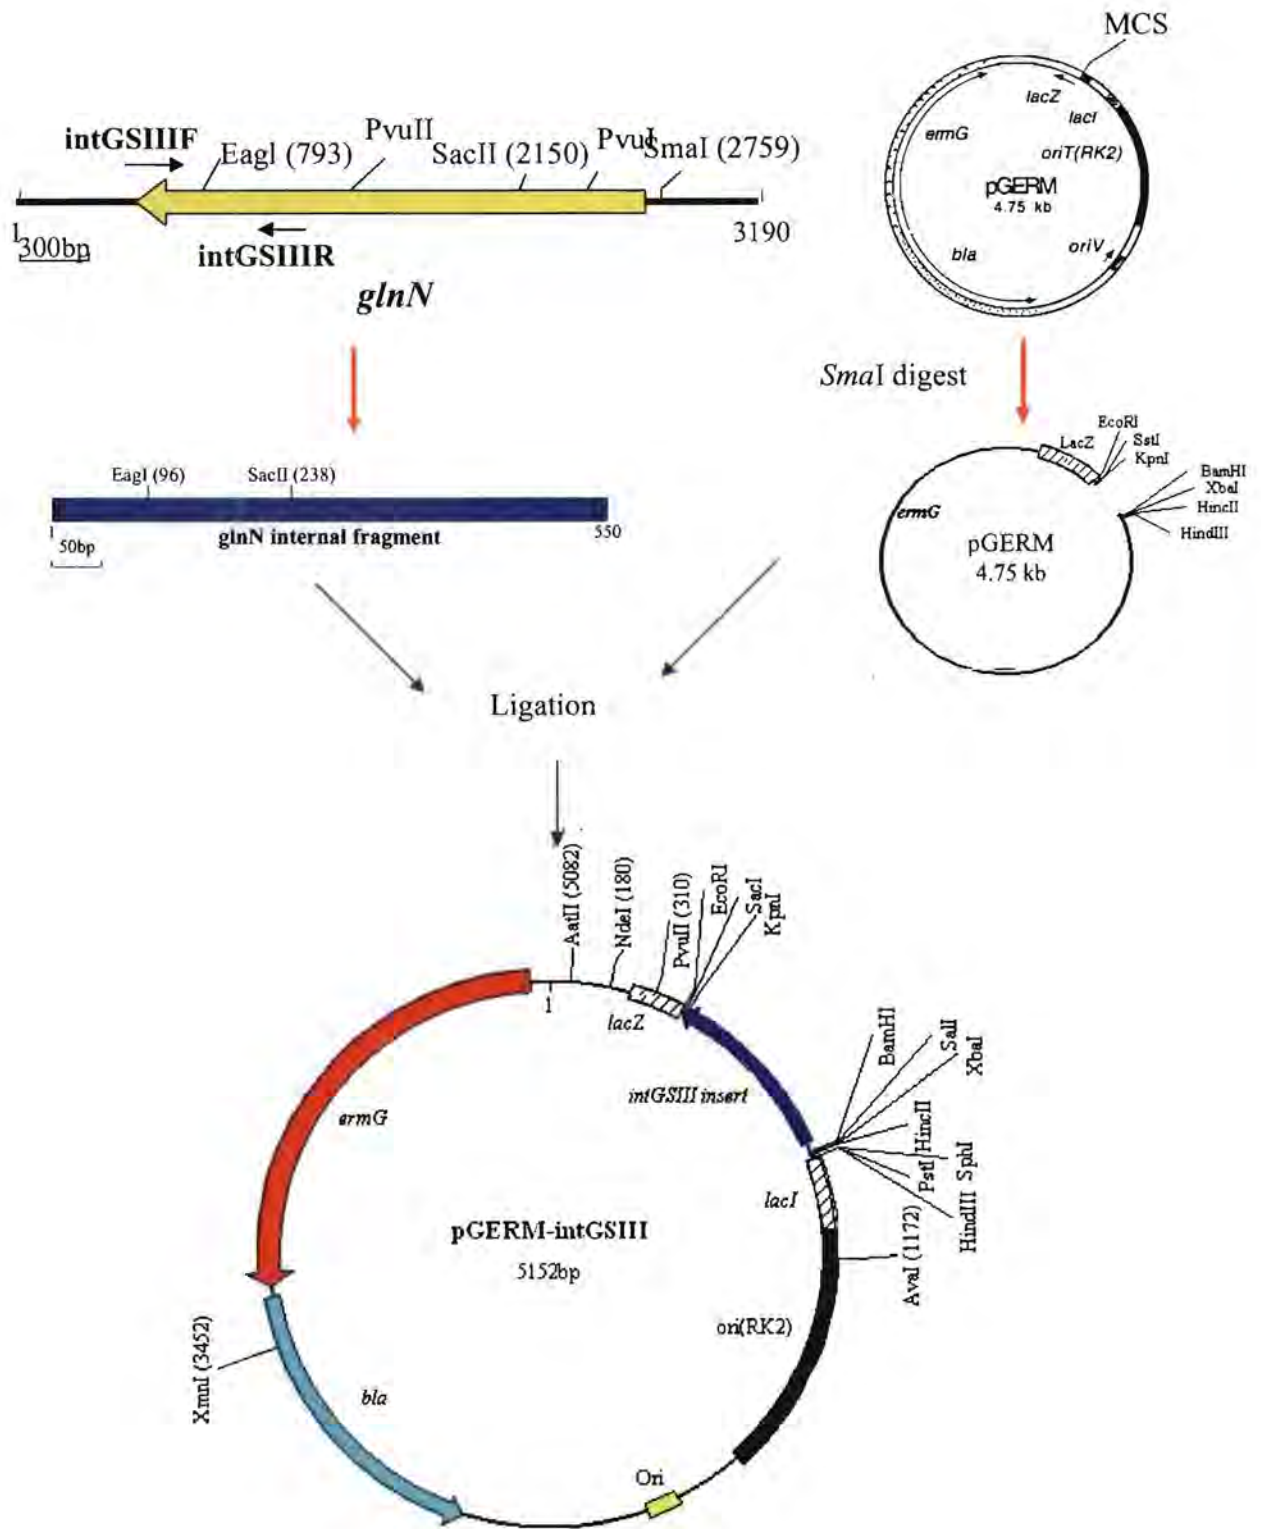 MCS
lacZ
lacI
ermG
oriT(RK2)
pGERM
4.75 kb
oriV
bla
intGSIIIF
EagI (793)
PvuII
SacII (2150)
PvuI
SmaI (2759)
1
300bp
3190
intGSIIIR
glnN
SmaI digest
EagI (96)
SacII (238)
1
550
50bp
glnN internal fragment
LacZ
EcoRI
SstI
KpnI
BamHI
XbaI
HincII
HindIII
ermG
pGERM
4.75 kb
Ligation
AatII (5082)
NdeI (180)
PvuII (310)
EcoRI
SacI
KpnI
1
lacZ
intGSIII insert
BamHI
SalI
XbaI
HincII
PstI
SphI
HindIII
lacI
AvaI (1172)
ermG
pGERM-intGSIII
5152bp
ori(RK2)
XmnI (3452)
bla
Ori